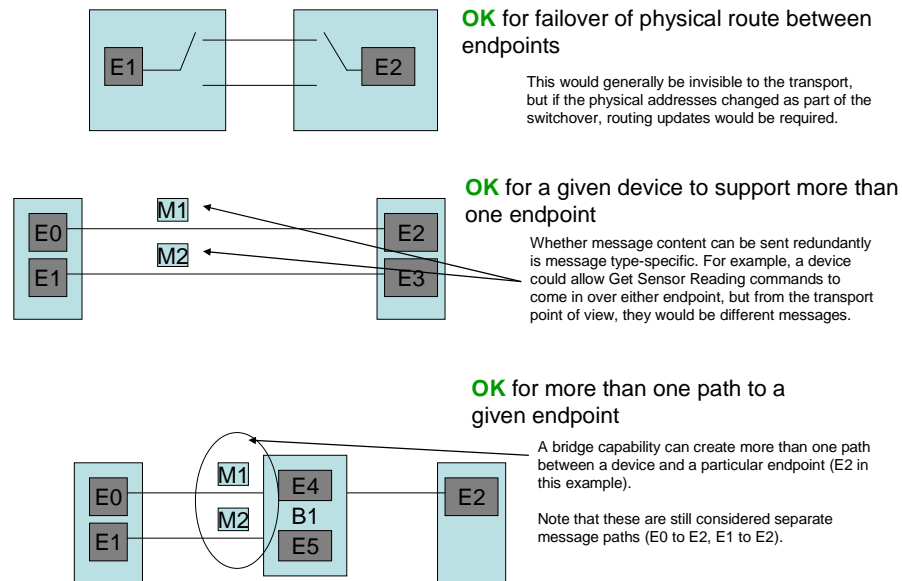 OK for failover of physical route between
endpoints
E1
E2
This would generally be invisible to the transport,
but if the physical addresses changed as part of the
switchover, routing updates would be required.
OK for a given device to support more than
one endpoint
M1
E0
E2
M2
E1
E3
Whether message content can be sent redundantly
is message type-specific. For example, a device
could allow Get Sensor Reading commands to
come in over either endpoint, but from the transport
point of view, they would be different messages.
OK for more than one path to a
given endpoint
A bridge capability can create more than one path
between a device and a particular endpoint (E2 in
this example).
Note that these are still considered separate
message paths (E0 to E2, E1 to E2).
M1
E0
E4
E2
M2
B1
E1
E5